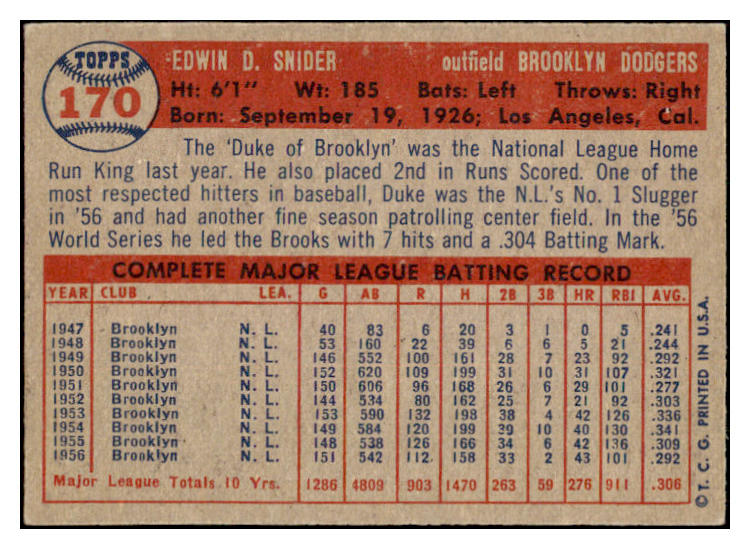 TOPPS
170
EDWIN D. SNIDER outfield BROOKLYN DODGERS
Ht: 6'1" Wt: 185 Bats: Left Throws: Right
Born: September 19, 1926; Los Angeles, Cal.
The 'Duke of Brooklyn' was the National League Home
Run King last year. He also placed 2nd in Runs Scored. One of the
most respected hitters in baseball, Duke was the N.L.'s No. 1 Slugger
in '56 and had another fine season patrolling center field. In the '56
World Series he led the Brooks with 7 hits and a .304 Batting Mark.
COMPLETE MAJOR LEAGUE BATTING RECORD
YEAR CLUB LEA. G AB R H 2B 3B HR RBI AVG.
1947 Brooklyn N. L. 40 83 6 20 3 1 0 5 .241
1948 Brooklyn N. L. 53 160 22 39 6 6 5 21 .244
1949 Brooklyn N. L. 146 552 100 161 28 7 23 92 .292
1950 Brooklyn N. L. 152 620 109 199 31 10 31 107 .321
1951 Brooklyn N. L. 150 606 96 168 26 6 29 101 .277
1952 Brooklyn N. L. 144 534 80 162 25 7 21 92 .303
1953 Brooklyn N. L. 153 590 132 198 38 4 42 126 .336
1954 Brooklyn N. L. 149 584 120 199 39 10 40 130 .341
1955 Brooklyn N. L. 148 538 126 166 34 6 42 136 .309
1956 Brooklyn N. L. 151 542 112 158 33 2 43 101 .292
Major League Totals 10 Yrs. 1286 4809 903 1470 263 59 276 911 .306
© T. C. G. PRINTED IN U.S.A.